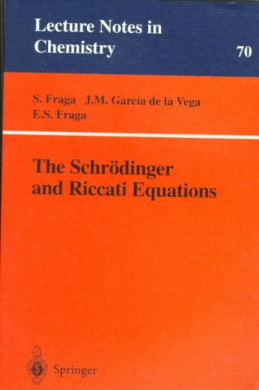 Lecture Notes in
Chemistry
70
S. Fraga J.M. García de la Vega
E.S. Fraga
The Schrödinger
and Riccati Equations
Springer